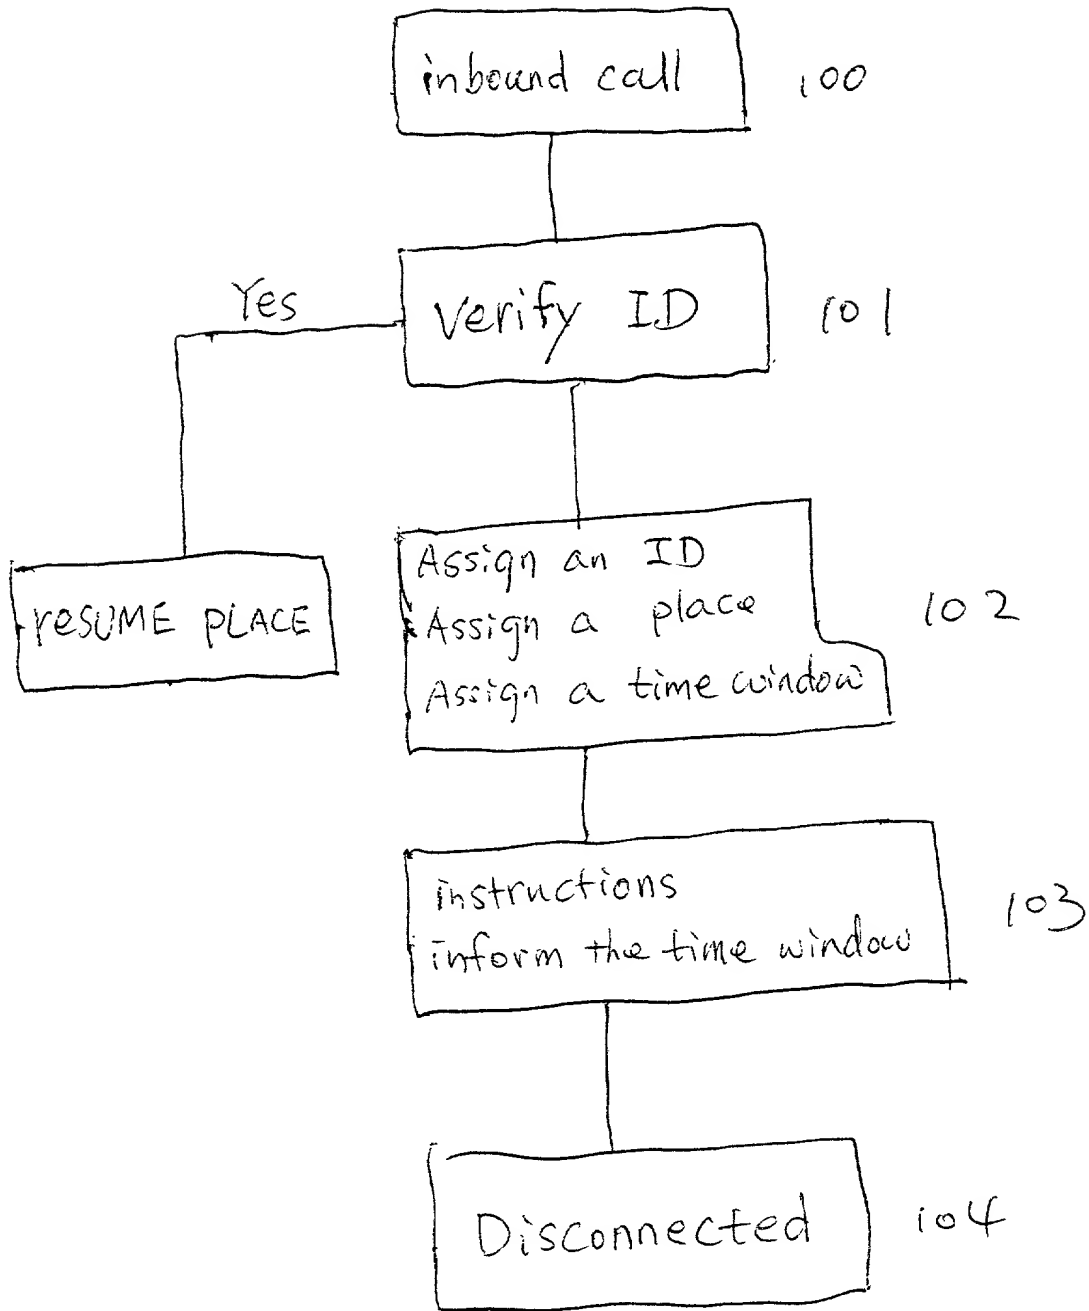 inbound call 100
Yes
Verify ID 101
resUME PLACE
Assign an ID
Assign a place 102
Assign a time window
instructions
inform the time window 103
Disconnected 104